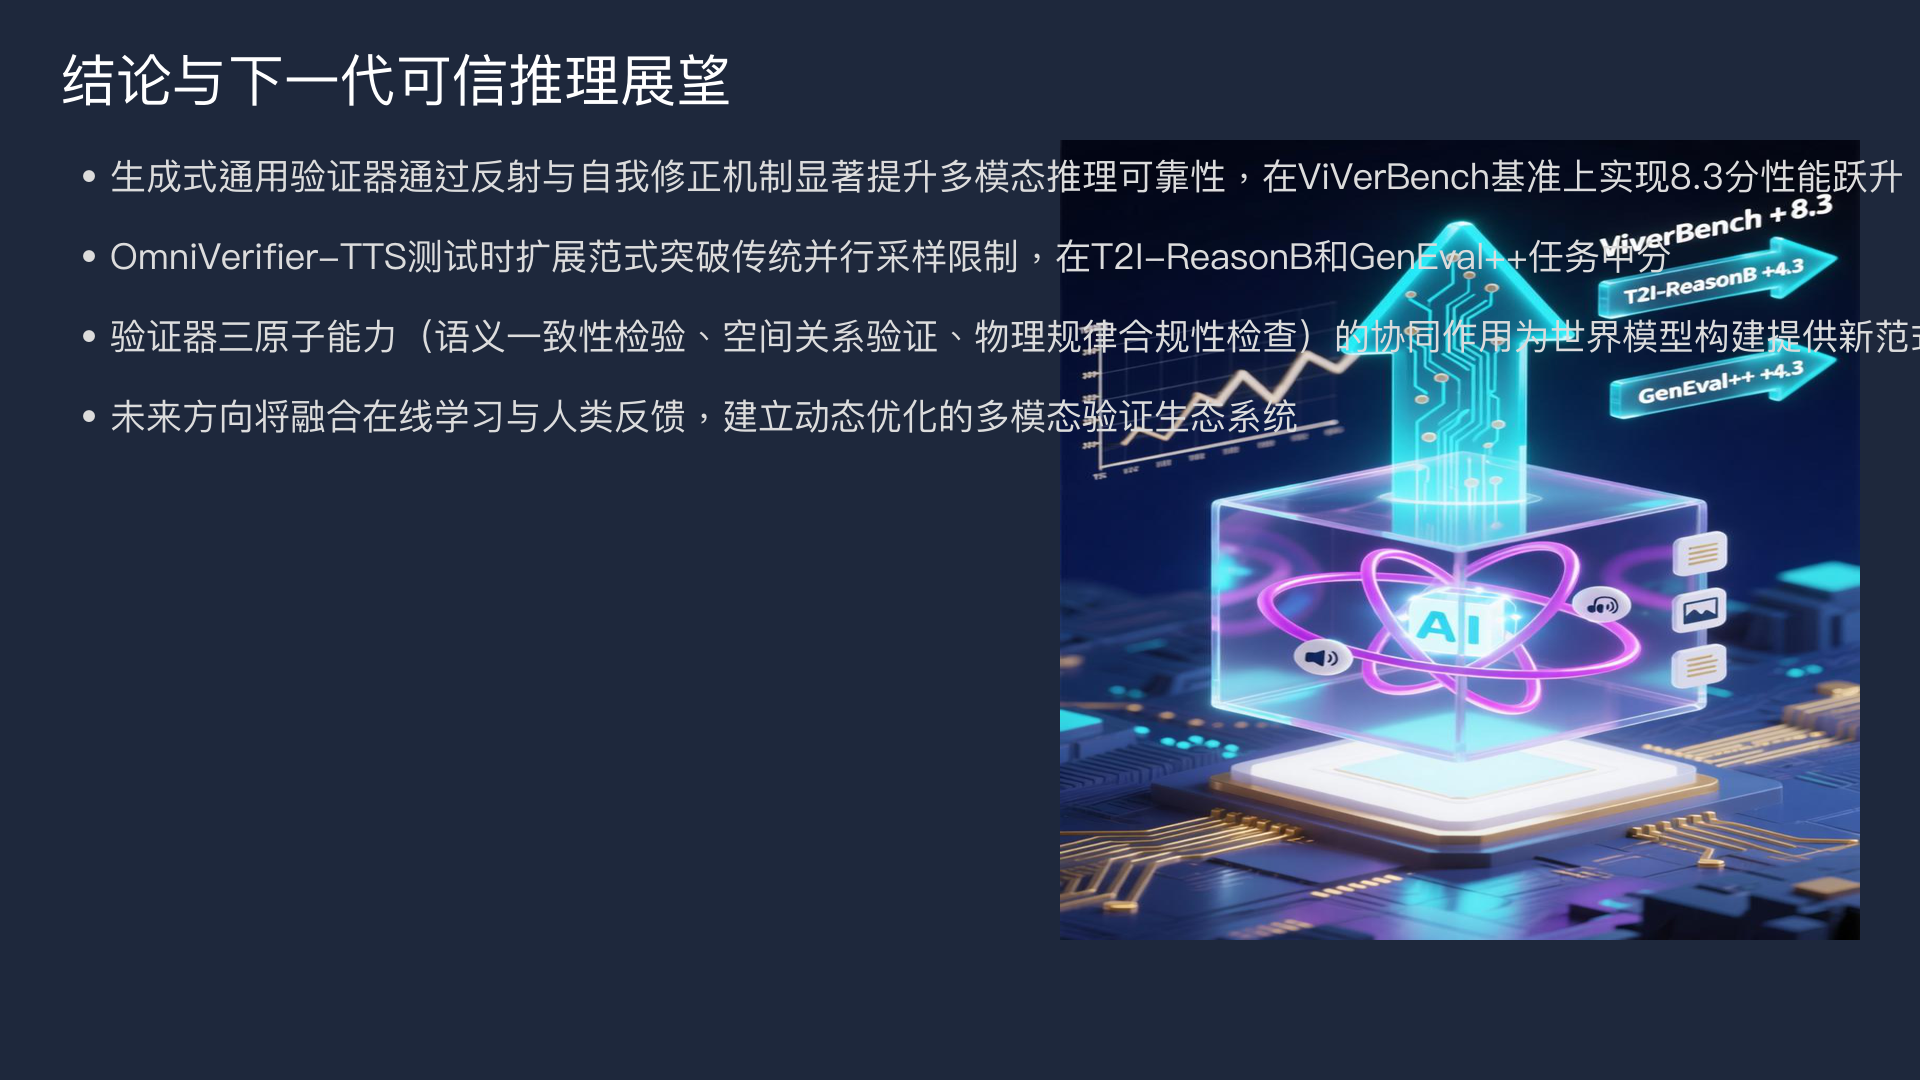 结论与下一代可信推理展望
• 生成式通用验证器通过反射与自我修正机制显著提升多模态推理可靠性，在ViVerBench基准上实现8.3分性能跃升
• OmniVerifier-TTS测试时扩展范式突破传统并行采样限制，在T2I-ReasonB和GenEval++任务中分
• 验证器三原子能力（语义一致性检验、空间关系验证、物理规律合规性检查）的协同作用为世界模型构建提供新范式
• 未来方向将融合在线学习与人类反馈，建立动态优化的多模态验证生态系统
ViverBench +8.3
T2I-ReasonB +4.3
GenEval++ +4.3
AI